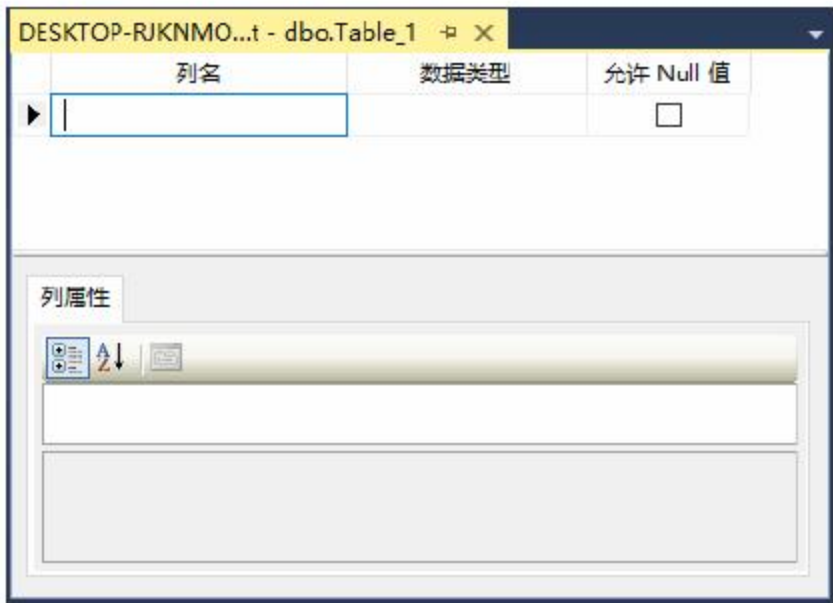 DESKTOP-RJKNMO...t - dbo.Table_1
列名 数据类型 允许 Null 值
列属性